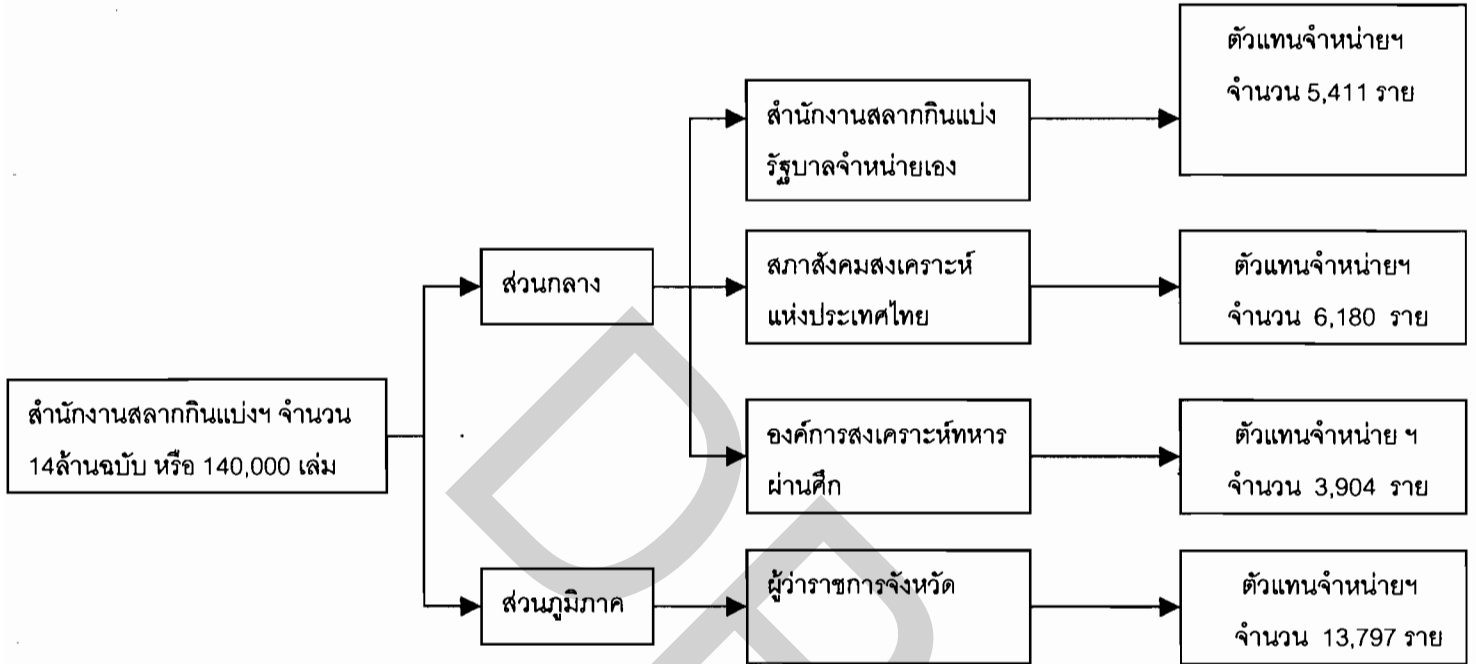 ตัวแทนจำหน่ายฯ
จำนวน 5,411 ราย
สำนักงานสลากกินแบ่ง
รัฐบาลจำหน่ายเอง
ส่วนกลาง
สภาสังคมสงเคราะห์
แห่งประเทศไทย
ตัวแทนจำหน่ายฯ
จำนวน 6,180 ราย
สำนักงานสลากกินแบ่งฯ จำนวน
14ล้านฉบับ หรือ 140,000 เล่ม
องค์การสงเคราะห์ทหาร
ผ่านศึก
ตัวแทนจำหน่าย ฯ
จำนวน 3,904 ราย
ส่วนภูมิภาค
ผู้ว่าราชการจังหวัด
ตัวแทนจำหน่ายฯ
จำนวน 13,797 ราย